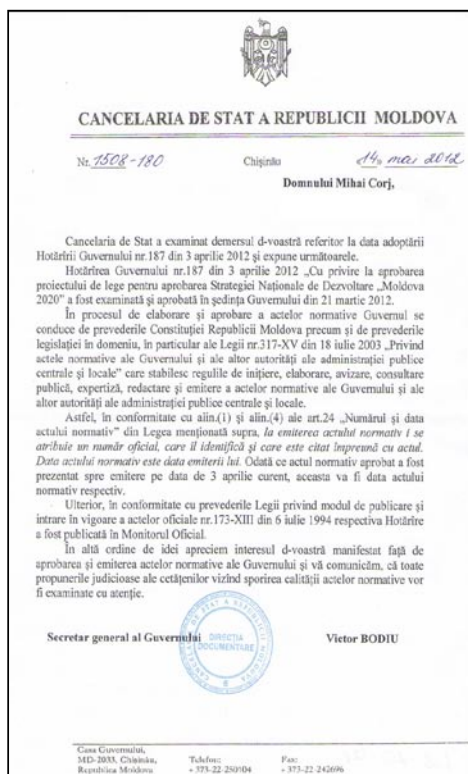 CANCELARIA DE STAT A REPUBLICII MOLDOVA
Nr. 1508-180 Chişinău 14, mai 2012
Domnului Mihai Corj,
Cancelaria de Stat a examinat demersul d-voastră referitor la data adoptării
Hotărîrii Guvernului nr.187 din 3 aprilie 2012 şi expune următoarele.
Hotărîrea Guvernului nr.187 din 3 aprilie 2012 „Cu privire la aprobarea
proiectului de lege pentru aprobarea Strategiei Naţionale de Dezvoltare „Moldova
2020” a fost examinată şi aprobată în şedinţa Guvernului din 21 martie 2012.
În procesul de elaborare şi aprobare a actelor normative Guvernul se
conduce de prevederile Constituţiei Republicii Moldova precum şi de prevederile
legislaţiei în domeniu, în particular ale Legii nr.317-XV din 18 iulie 2003 „Privind
actele normative ale Guvernului şi ale altor autorităţi ale administraţiei publice
centrale şi locale” care stabilesc regulile de iniţiere, elaborare, avizare, consultare
publică, expertiză, redactare şi emitere a actelor normative ale Guvernului şi ale
altor autorităţi ale administraţiei publice centrale şi locale.
Astfel, în conformitate cu alin.(1) şi alin.(4) ale art.24 „Numărul şi data
actului normativ” din Legea menţionată supra, la emiterea actului normativ i se
atribuie un număr oficial, care îl identifică şi care este citat împreună cu actul.
Data actului normativ este data emiterii lui. Odată ce actul normativ aprobat a fost
prezentat spre emitere pe data de 3 aprilie curent, aceasta va fi data actului
normativ respectiv.
Ulterior, în conformitate cu prevederile Legii privind modul de publicare şi
intrare în vigoare a actelor oficiale nr.173-XIII din 6 iulie 1994 respectiva Hotărîre
a fost publicată în Monitorul Oficial.
În altă ordine de idei apreciem interesul d-voastră manifestat faţă de
aprobarea şi emiterea actelor normative ale Guvernului şi vă comunicăm, că toate
propunerile judicioase ale cetăţenilor vizînd sporirea calităţii actelor normative vor
fi examinate cu atenţie.
Secretar general al Guvernului Victor BODIU
DIRECŢIA
DOCUMENTARE
Casa Guvernului,
MD-2033, Chişinău, Telefon: Fax:
Republica Moldova + 373-22-250104 + 373-22-242696